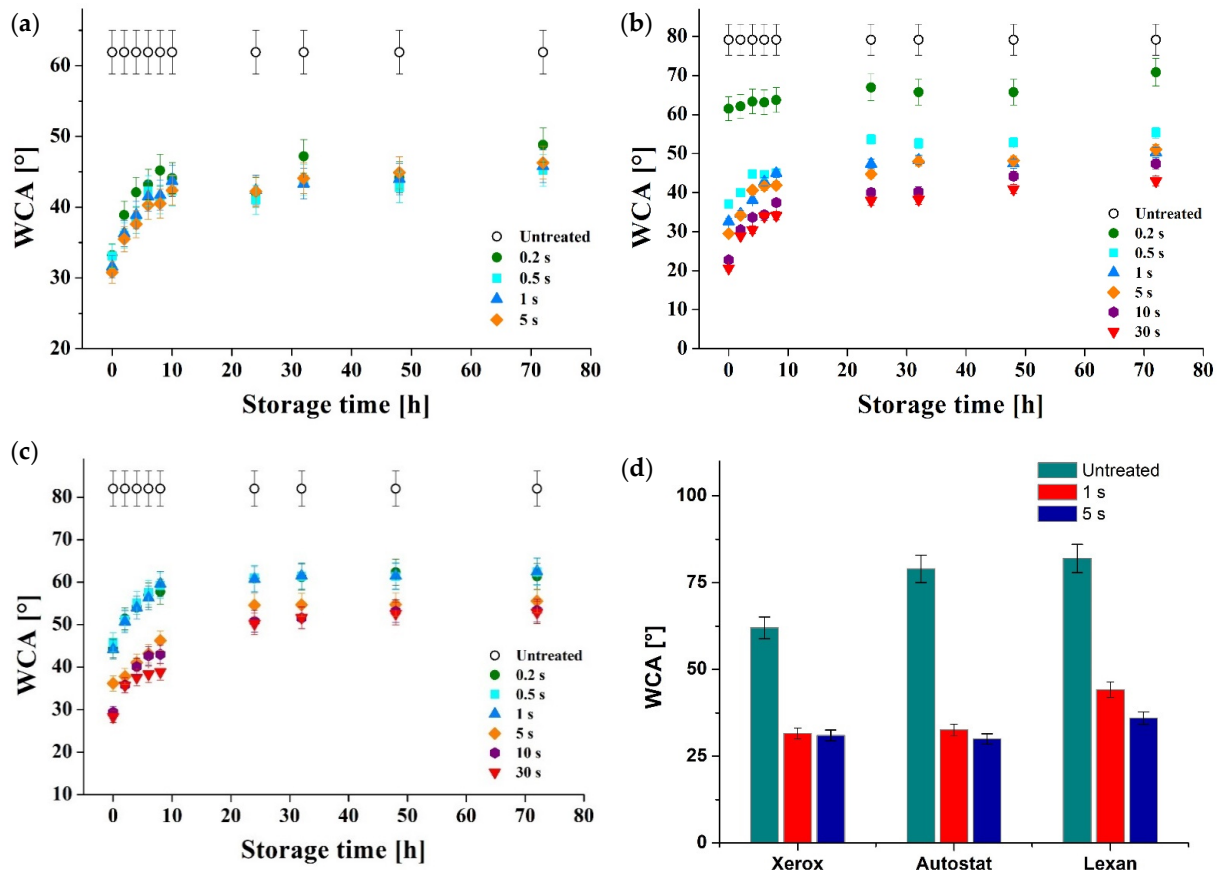 (a)
WCA [°]
60
50
40
30
20
Untreated
0.2 s
0.5 s
1 s
5 s
0 10 20 30 40 50 60 70 80
Storage time [h]
(b)
WCA [°]
80
70
60
50
40
30
20
10
0
Untreated
0.2 s
0.5 s
1 s
5 s
10 s
30 s
0 10 20 30 40 50 60 70 80
Storage time [h]
(c)
WCA [°]
80
70
60
50
40
30
20
10
Untreated
0.2 s
0.5 s
1 s
5 s
10 s
30 s
0 10 20 30 40 50 60 70 80
Storage time [h]
(d)
Untreated
1 s
5 s
WCA [°]
100
75
50
25
0
Xerox Autostat Lexan